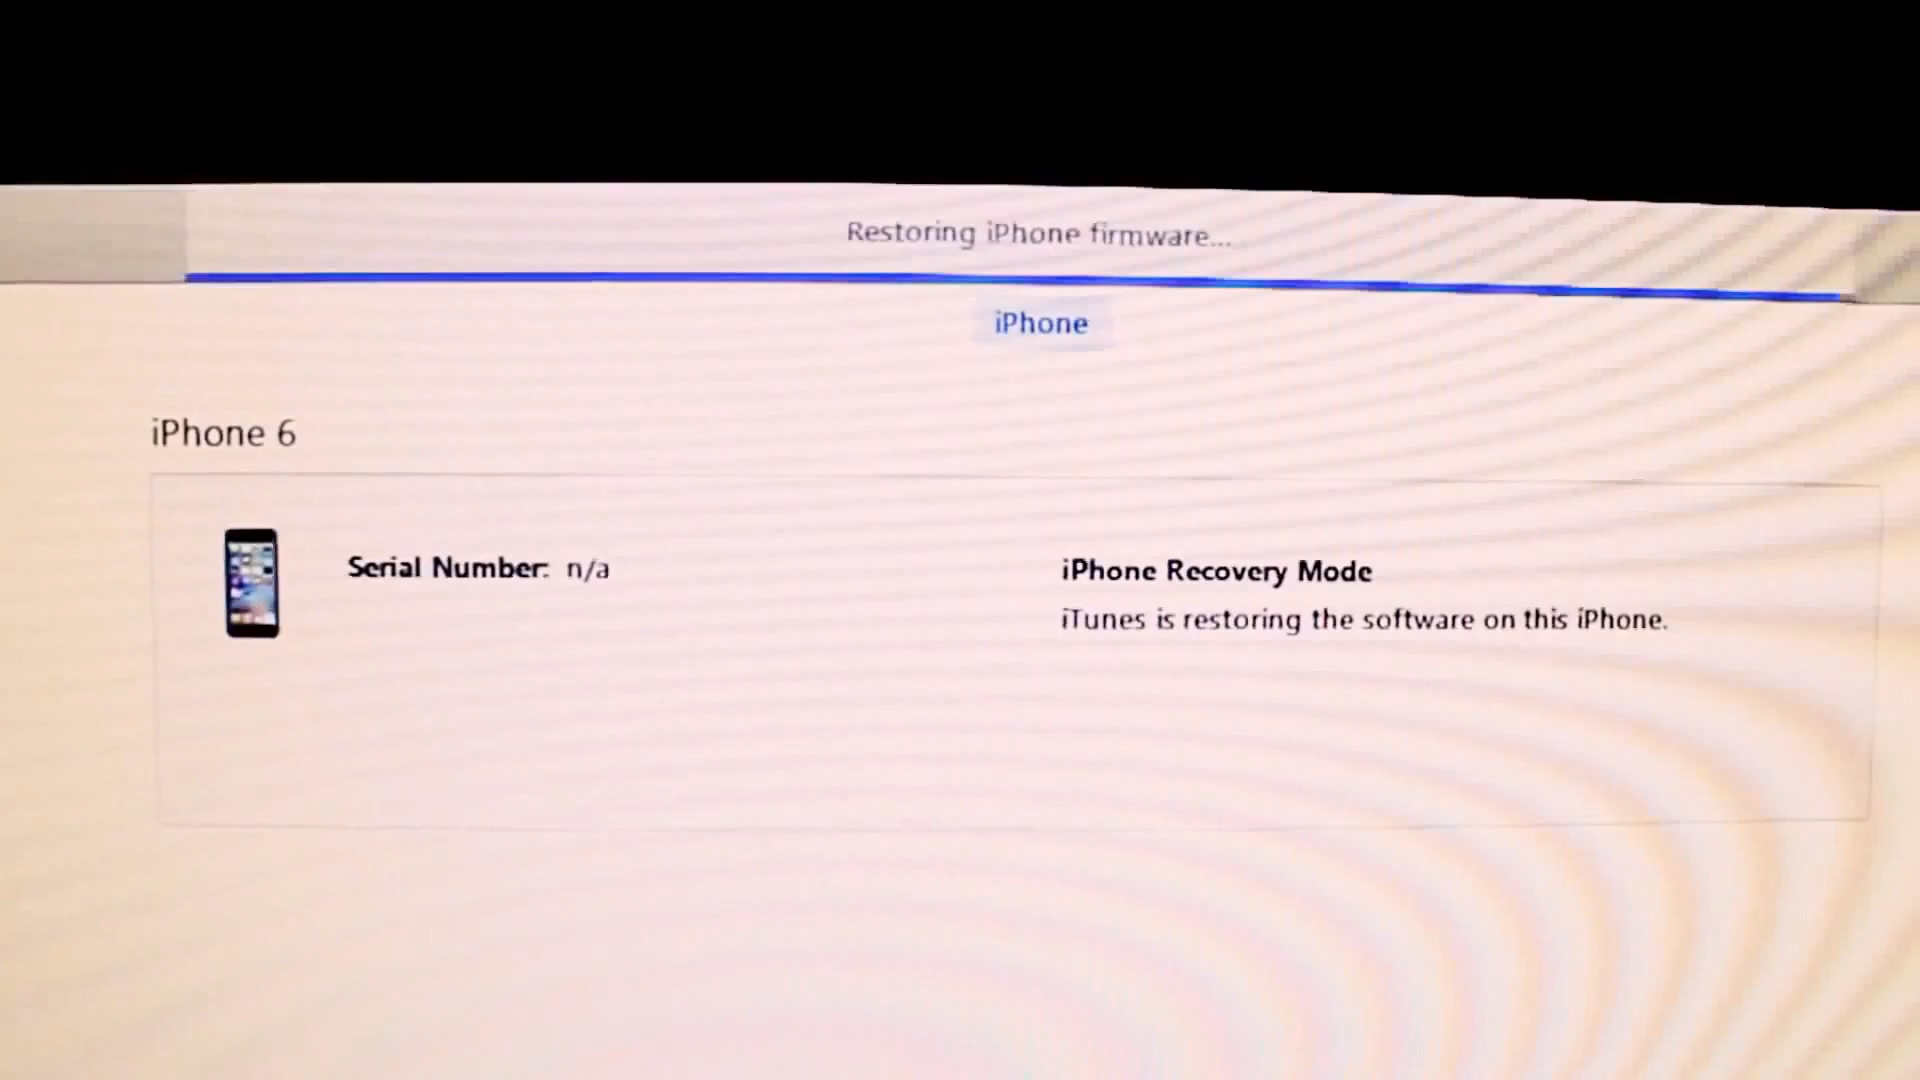 Restoring iPhone firmware...
iPhone
iPhone 6
Serial Number: n/a
iPhone Recovery Mode
iTunes is restoring the software on this iPhone.